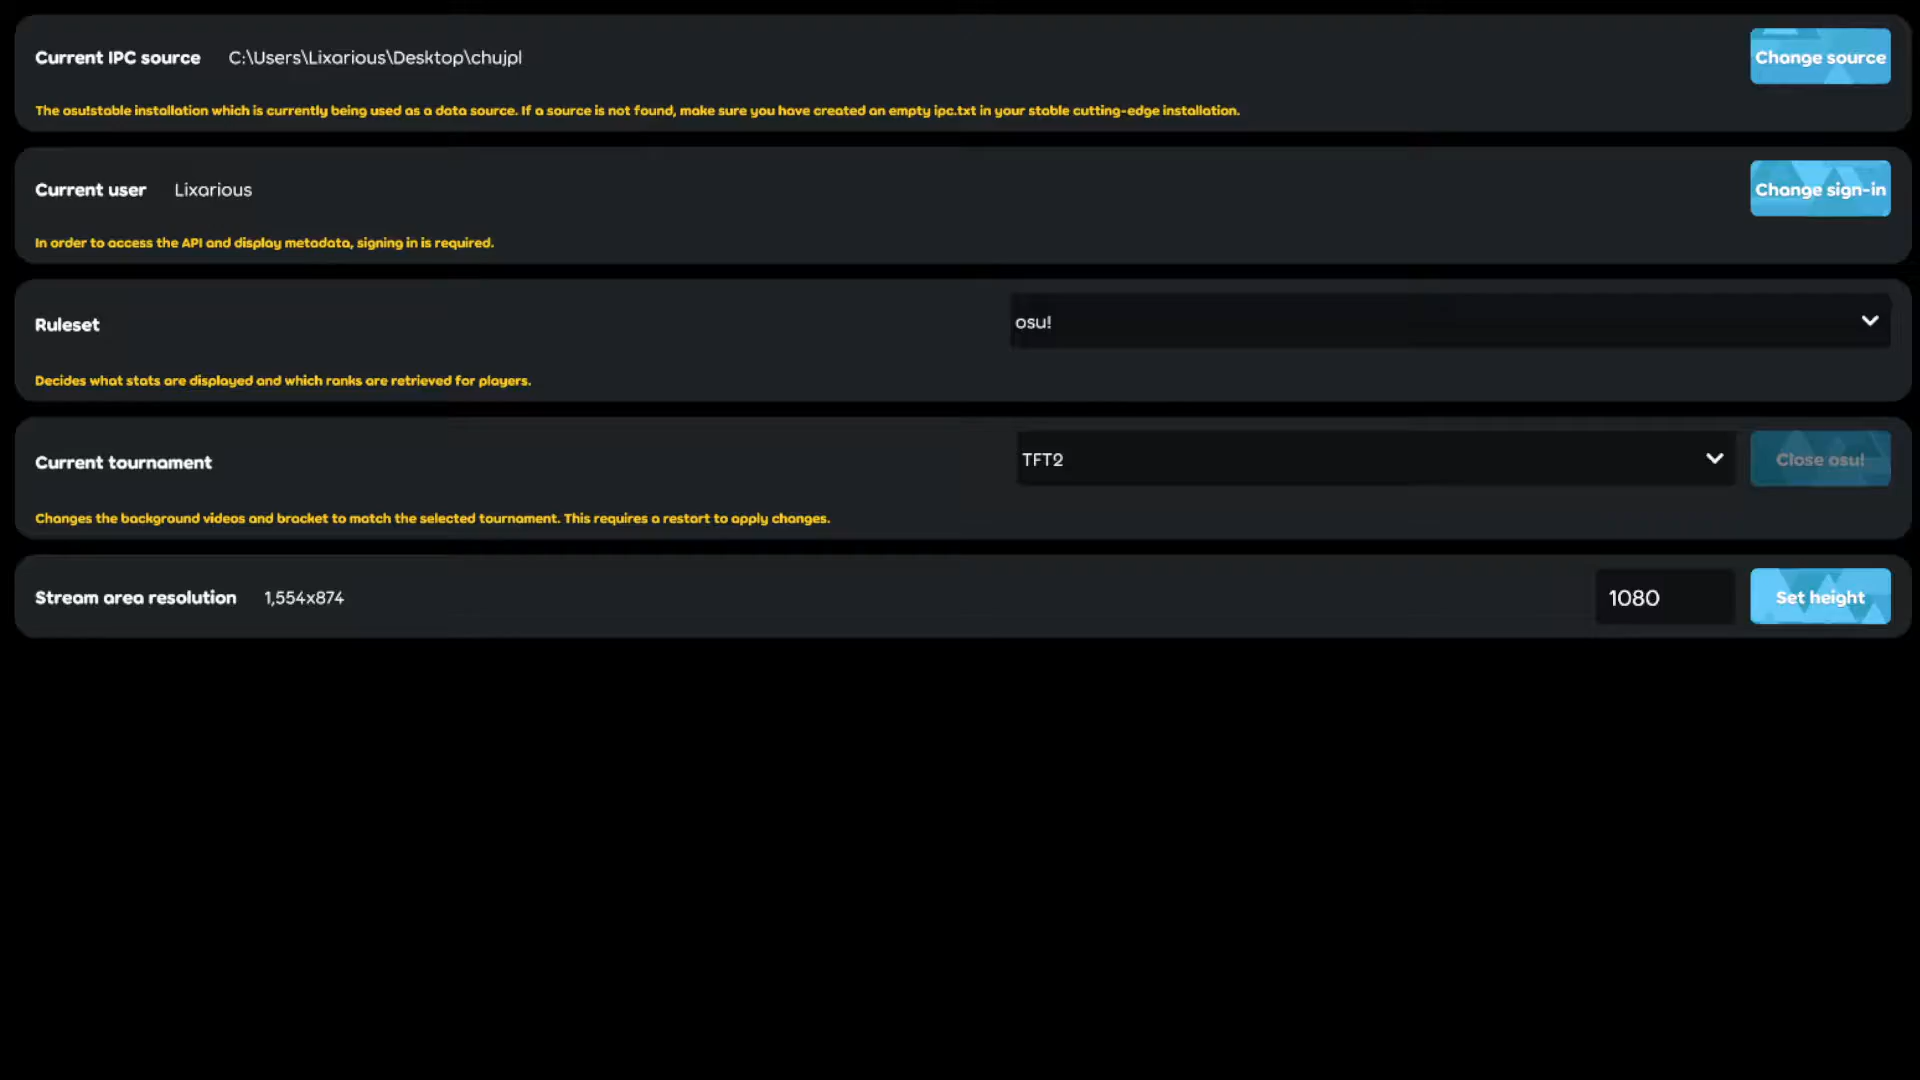 Current IPC source C:\Users\Lixarious\Desktop\chujpl Change source
The osu!stable installation which is currently being used as a data source. If a source is not found, make sure you have created an empty ipc.txt in your stable cutting-edge installation.
Current user Lixarious Change sign-in
In order to access the API and display metadata, signing in is required.
Ruleset osu!
Decides what stats are displayed and which ranks are retrieved for players.
Current tournament TFT2 Close osu!
Changes the background videos and bracket to match the selected tournament. This requires a restart to apply changes.
Stream area resolution 1,554x874 1080 Set height